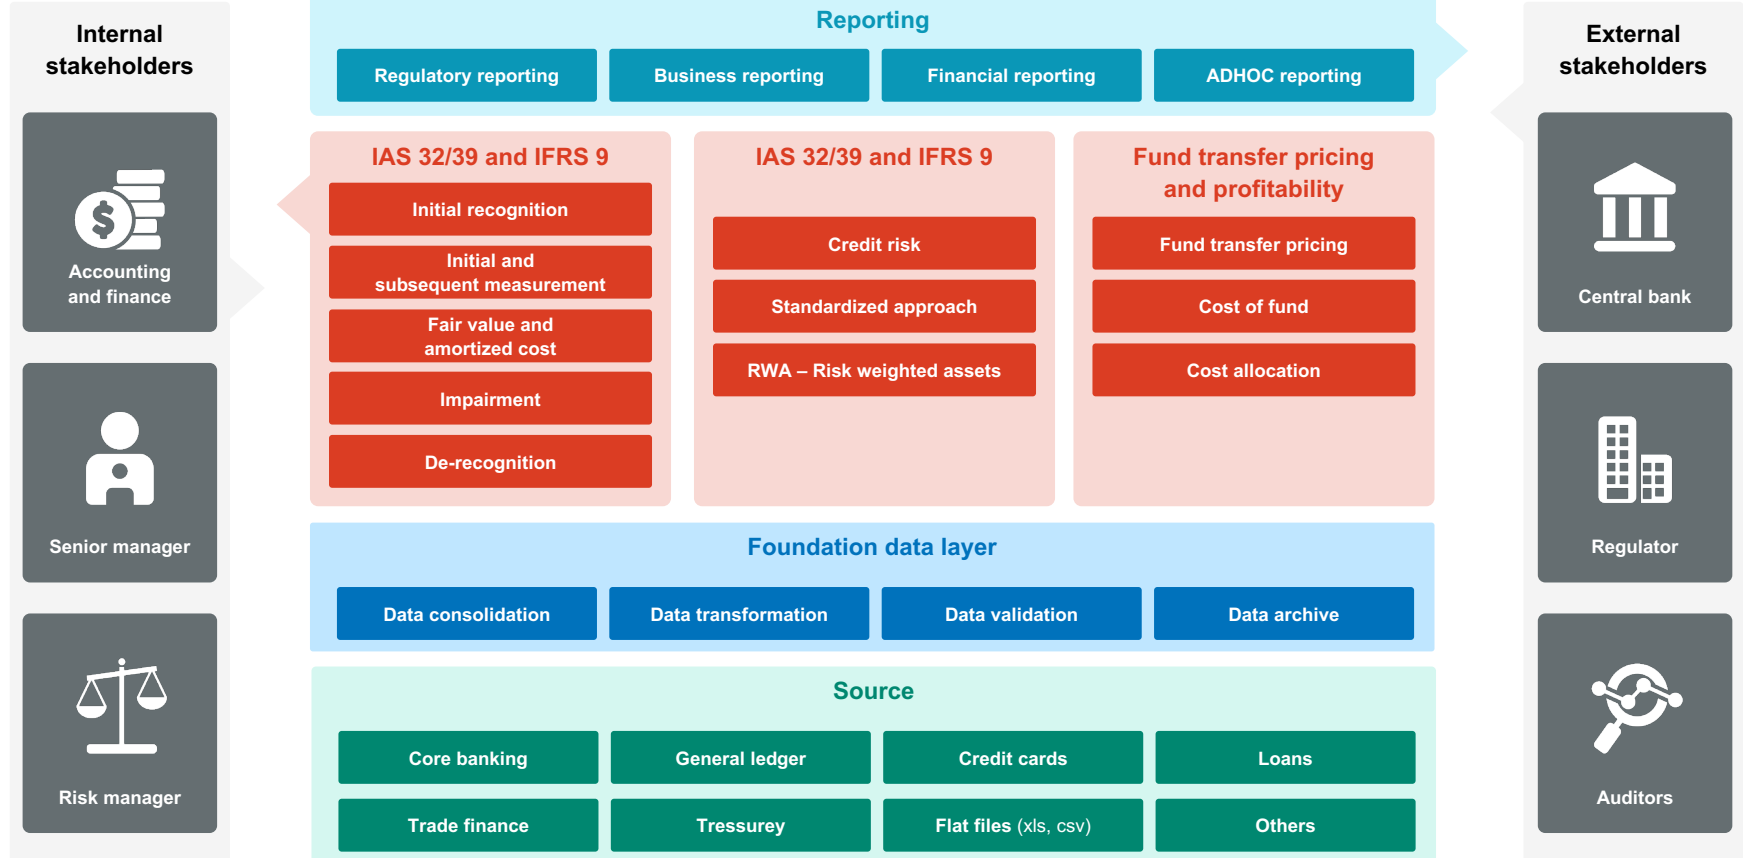 Internal
stakeholders
Accounting
and finance
Senior manager
Risk manager
Reporting
Regulatory reporting
Business reporting
Financial reporting
ADHOC reporting
IAS 32/39 and IFRS 9
Initial recognition
Initial and
subsequent measurement
Fair value and
amortized cost
Impairment
De-recognition
IAS 32/39 and IFRS 9
Credit risk
Standardized approach
RWA – Risk weighted assets
Fund transfer pricing
and profitability
Fund transfer pricing
Cost of fund
Cost allocation
Foundation data layer
Data consolidation
Data transformation
Data validation
Data archive
Source
Core banking
General ledger
Credit cards
Loans
Trade finance
Tressurey
Flat files (xls, csv)
Others
External
stakeholders
Central bank
Regulator
Auditors